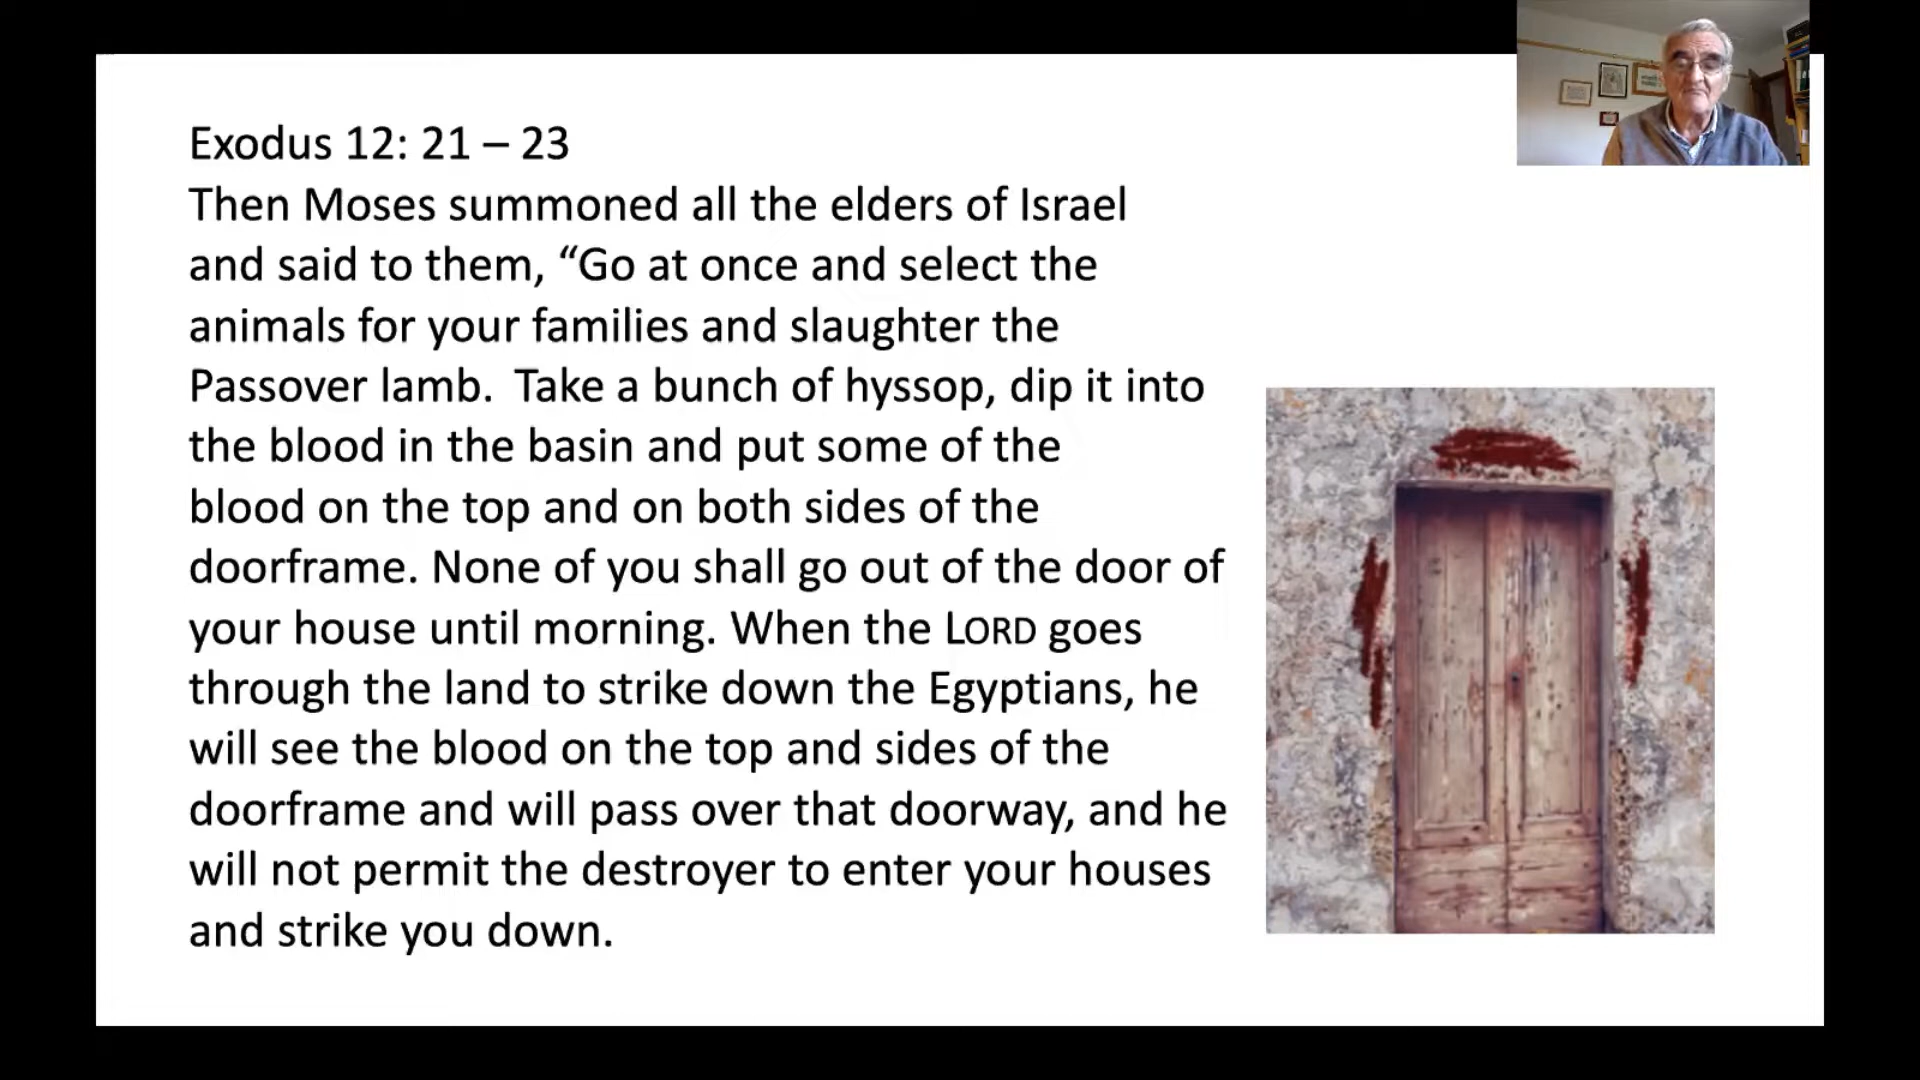 Exodus 12: 21 – 23
Then Moses summoned all the elders of Israel
and said to them, “Go at once and select the
animals for your families and slaughter the
Passover lamb.  Take a bunch of hyssop, dip it into
the blood in the basin and put some of the
blood on the top and on both sides of the
doorframe. None of you shall go out of the door of
your house until morning. When the LORD goes
through the land to strike down the Egyptians, he
will see the blood on the top and sides of the
doorframe and will pass over that doorway, and he
will not permit the destroyer to enter your houses
and strike you down.